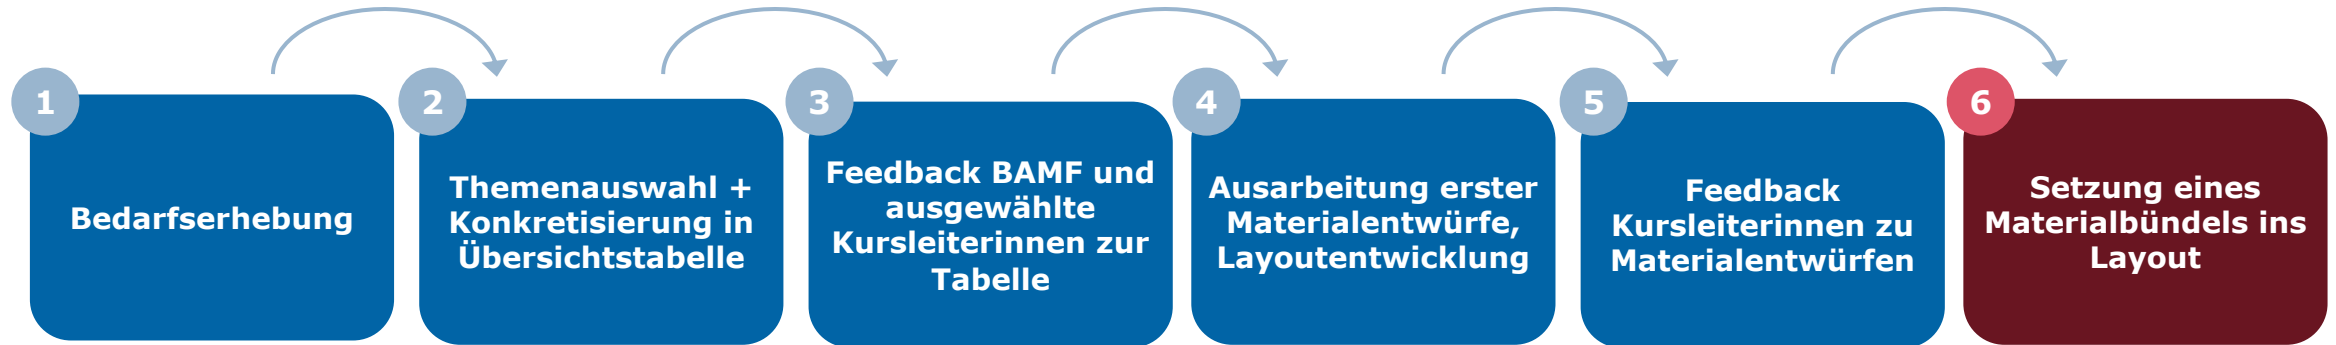 1
Bedarfserhebung
2
Themenauswahl +
Konkretisierung in
Übersichtstabelle
3
Feedback BAMF und
ausgewählte
Kursleiterinnen zur
Tabelle
4
Ausarbeitung erster
Materialentwürfe,
Layoutentwicklung
5
Feedback
Kursleiterinnen zu
Materialentwürfen
6
Setzung eines
Materialbündels ins
Layout